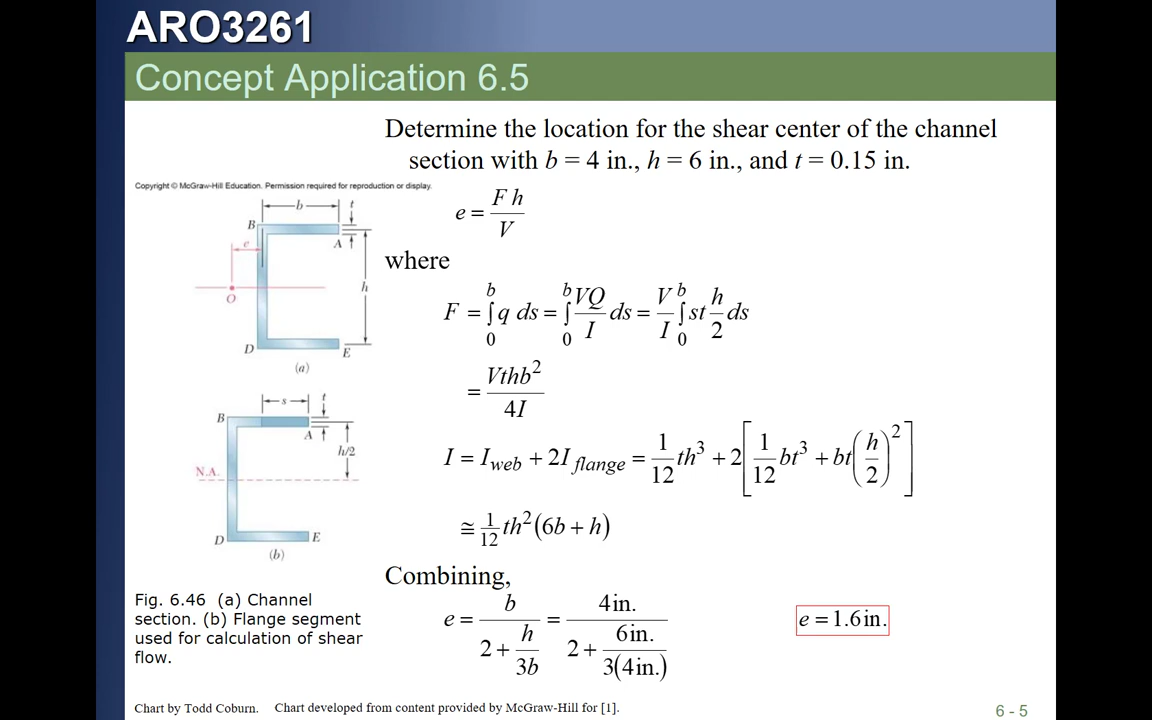 ARO3261
Concept Application 6.5
Determine the location for the shear center of the channel
section with b = 4 in., h = 6 in., and t = 0.15 in.
Copyright © McGraw-Hill Education. Permission required for reproduction or display.
b
t
B
A
e
h
O
D
E
(a)
s
t
B
A
h/2
N.A.
D
E
(b)
Fig. 6.46 (a) Channel
section. (b) Flange segment
used for calculation of shear
flow.
e = F h / V
where
F = ∫₀ᵇ q ds = ∫₀ᵇ VQ/I ds = V/I ∫₀ᵇ st h/2 ds
= Vthb² / 4I
I = I_web + 2I_flange = 1/12 th³ + 2[1/12 bt³ + bt(h/2)²]
≅ 1/12 th²(6b + h)
Combining,
e = b / (2 + h/3b) = 4in. / (2 + 6in./3(4in.))
e = 1.6in.
Chart by Todd Coburn. Chart developed from content provided by McGraw-Hill for [1].
6 - 5